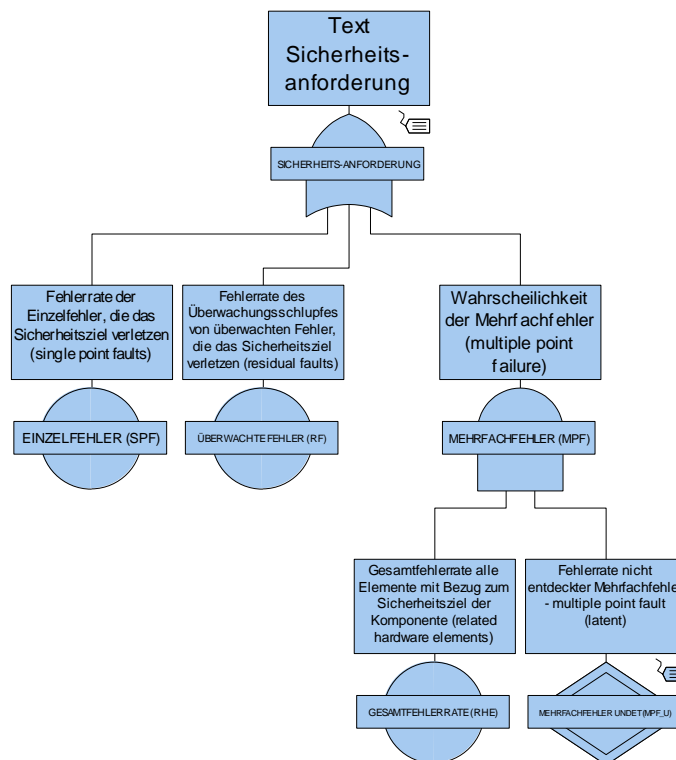 Text
Sicherheits-
anforderung
SICHERHEITS-ANFORDERUNG
Fehlerrate der
Einzelfehler, die das
Sicherheitsziel verletzen
(single point faults)
EINZELFEHLER (SPF)
Fehlerrate des
Überwachungsschlupfes
von überwachten Fehler,
die das Sicherheitsziel
verletzen (residual faults)
ÜBERWACHTE FEHLER (RF)
Wahrscheilichkeit
der Mehrfachfehler
(multiple point
failure)
MEHRFACHFEHLER (MPF)
Gesamtfehlerrate alle
Elemente mit Bezug zum
Sicherheitsziel der
Komponente (related
hardware elements)
GESAMTFEHLERRATE (RHE)
Fehlerrate nicht
entdeckter Mehrfachfehle
- multiple point fault
(latent)
MEHRFACHFEHLER UNDET (MPF_U)